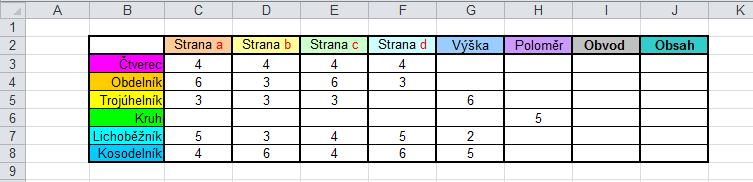 A B C D E F G H I J K
1
2 Strana a Strana b Strana c Strana d Výška Poloměr Obvod Obsah
3 Čtverec 4 4 4 4
4 Obdelník 6 3 6 3
5 Trojúhelník 3 3 3 6
6 Kruh 5
7 Lichoběžník 5 3 4 5 2
8 Kosodelník 4 6 4 6 5
9